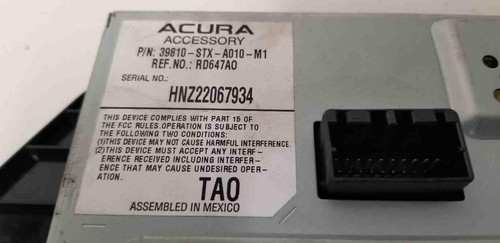 ACURA
ACCESSORY
P/N: 39810-STX-A010-M1
REF.NO.: RD647AO
SERIAL NO.:
HNZ22067934
THIS DEVICE COMPLIES WITH PART 15 OF
THE FCC RULES.OPERATION IS SUBJECT TO
THE FOLLOWING TWO CONDITIONS:
(1)THIS DEVICE MAY NOT CAUSE HARMFUL INTERFERENCE.
(2)THIS DEVICE MUST ACCEPT ANY INTERF-
ERENCE RECEIVED INCLUDING INTERFER-
ENCE THAT MAY CAUSE UNDESIRED OPER-
ATION.
TAO
ASSEMBLED IN MEXICO